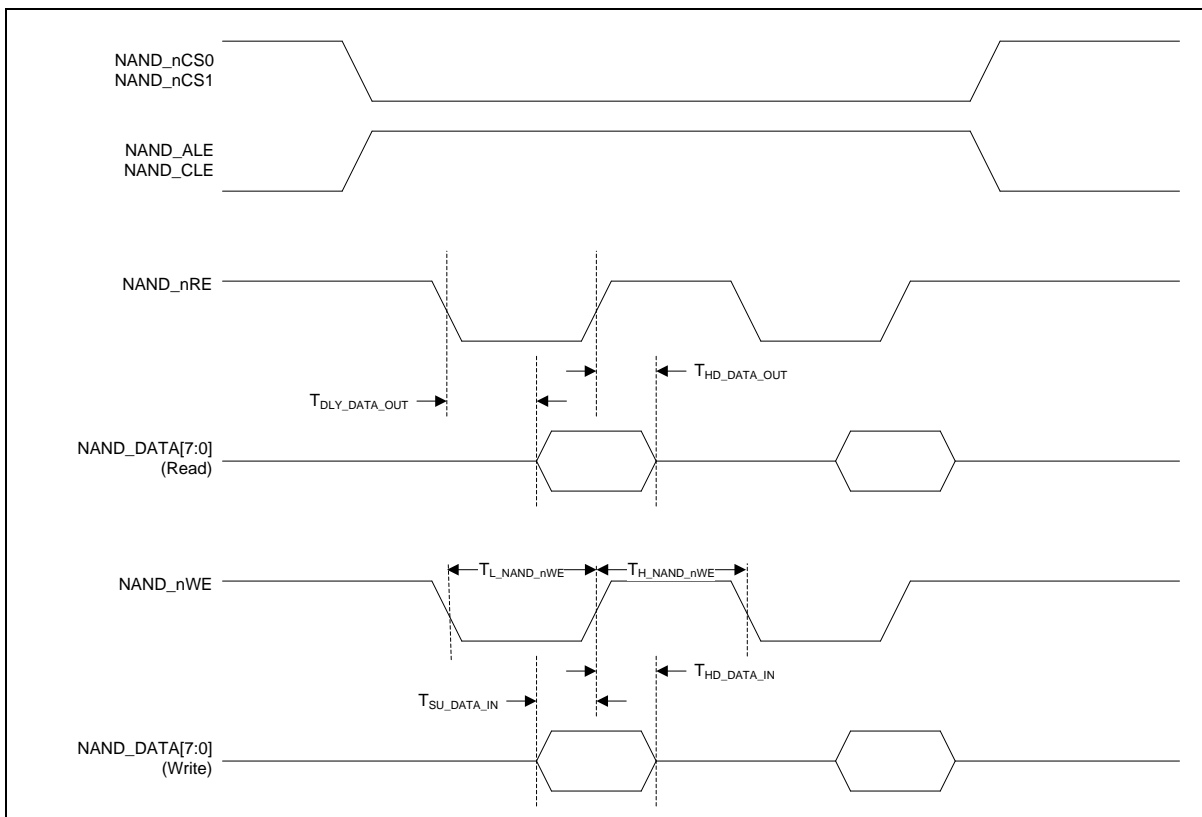 NAND_nCS0
NAND_nCS1
NAND_ALE
NAND_CLE
NAND_nRE
T_HD_DATA_OUT
T_DLY_DATA_OUT
NAND_DATA[7:0]
(Read)
T_L_NAND_nWE
T_H_NAND_nWE
NAND_nWE
T_HD_DATA_IN
T_SU_DATA_IN
NAND_DATA[7:0]
(Write)